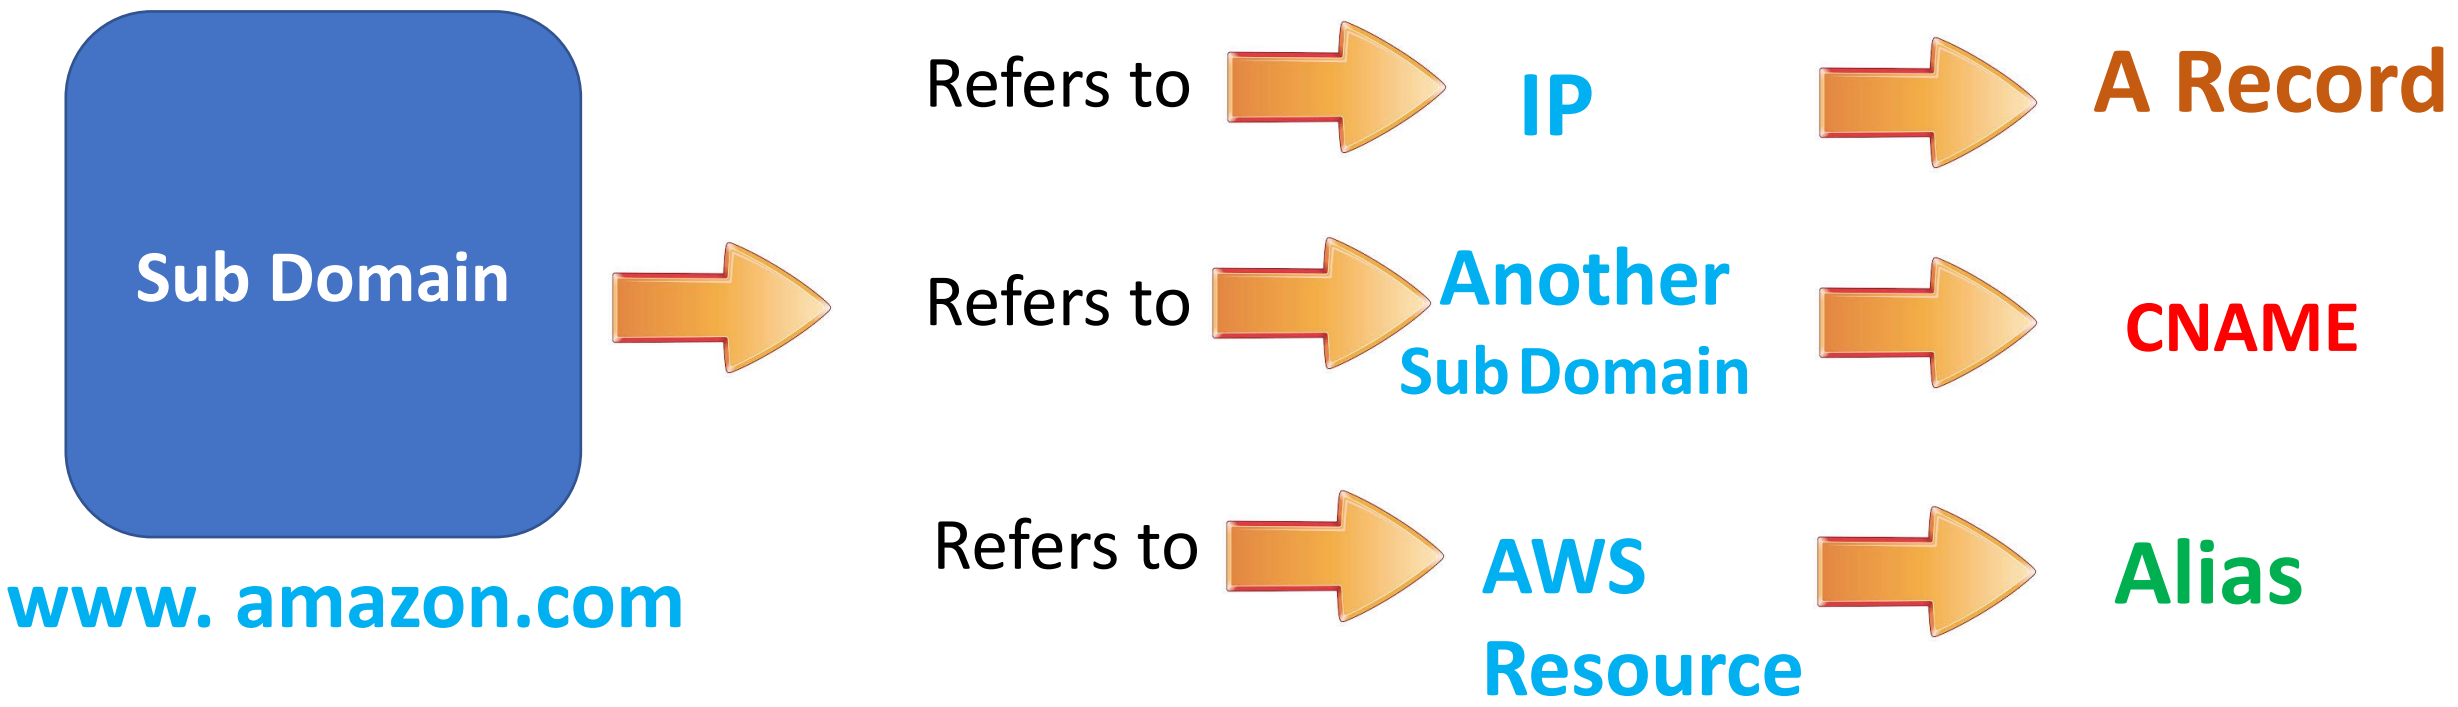 Sub Domain
www. amazon.com
Refers to
IP
A Record
Refers to
Another
Sub Domain
CNAME
Refers to
AWS
Resource
Alias